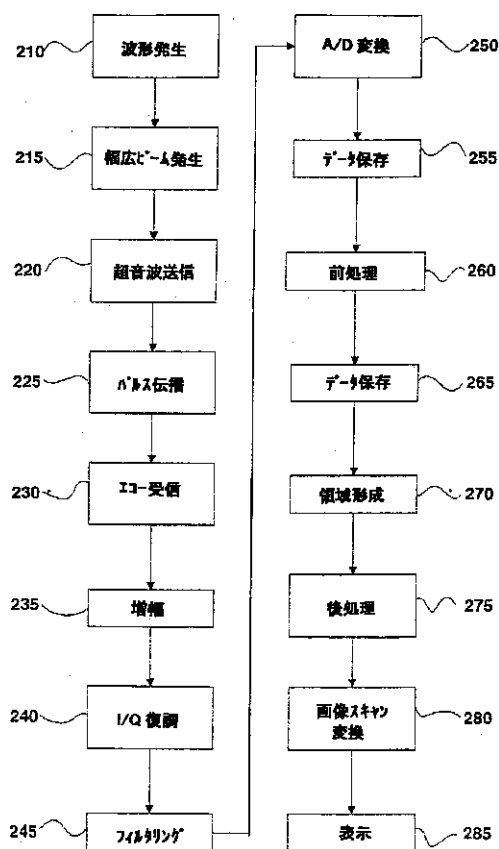 210
波形発生
215
幅広ﾋﾞｰﾑ発生
220
超音波送信
225
ﾊﾟﾙｽ伝播
230
ｴｺｰ受信
235
増幅
240
I/Q 復調
245
フィルタリング
A/D 変換
250
ﾃﾞｰﾀ保存
255
前処理
260
ﾃﾞｰﾀ保存
265
領域形成
270
後処理
275
画像スキャン
変換
280
表示
285